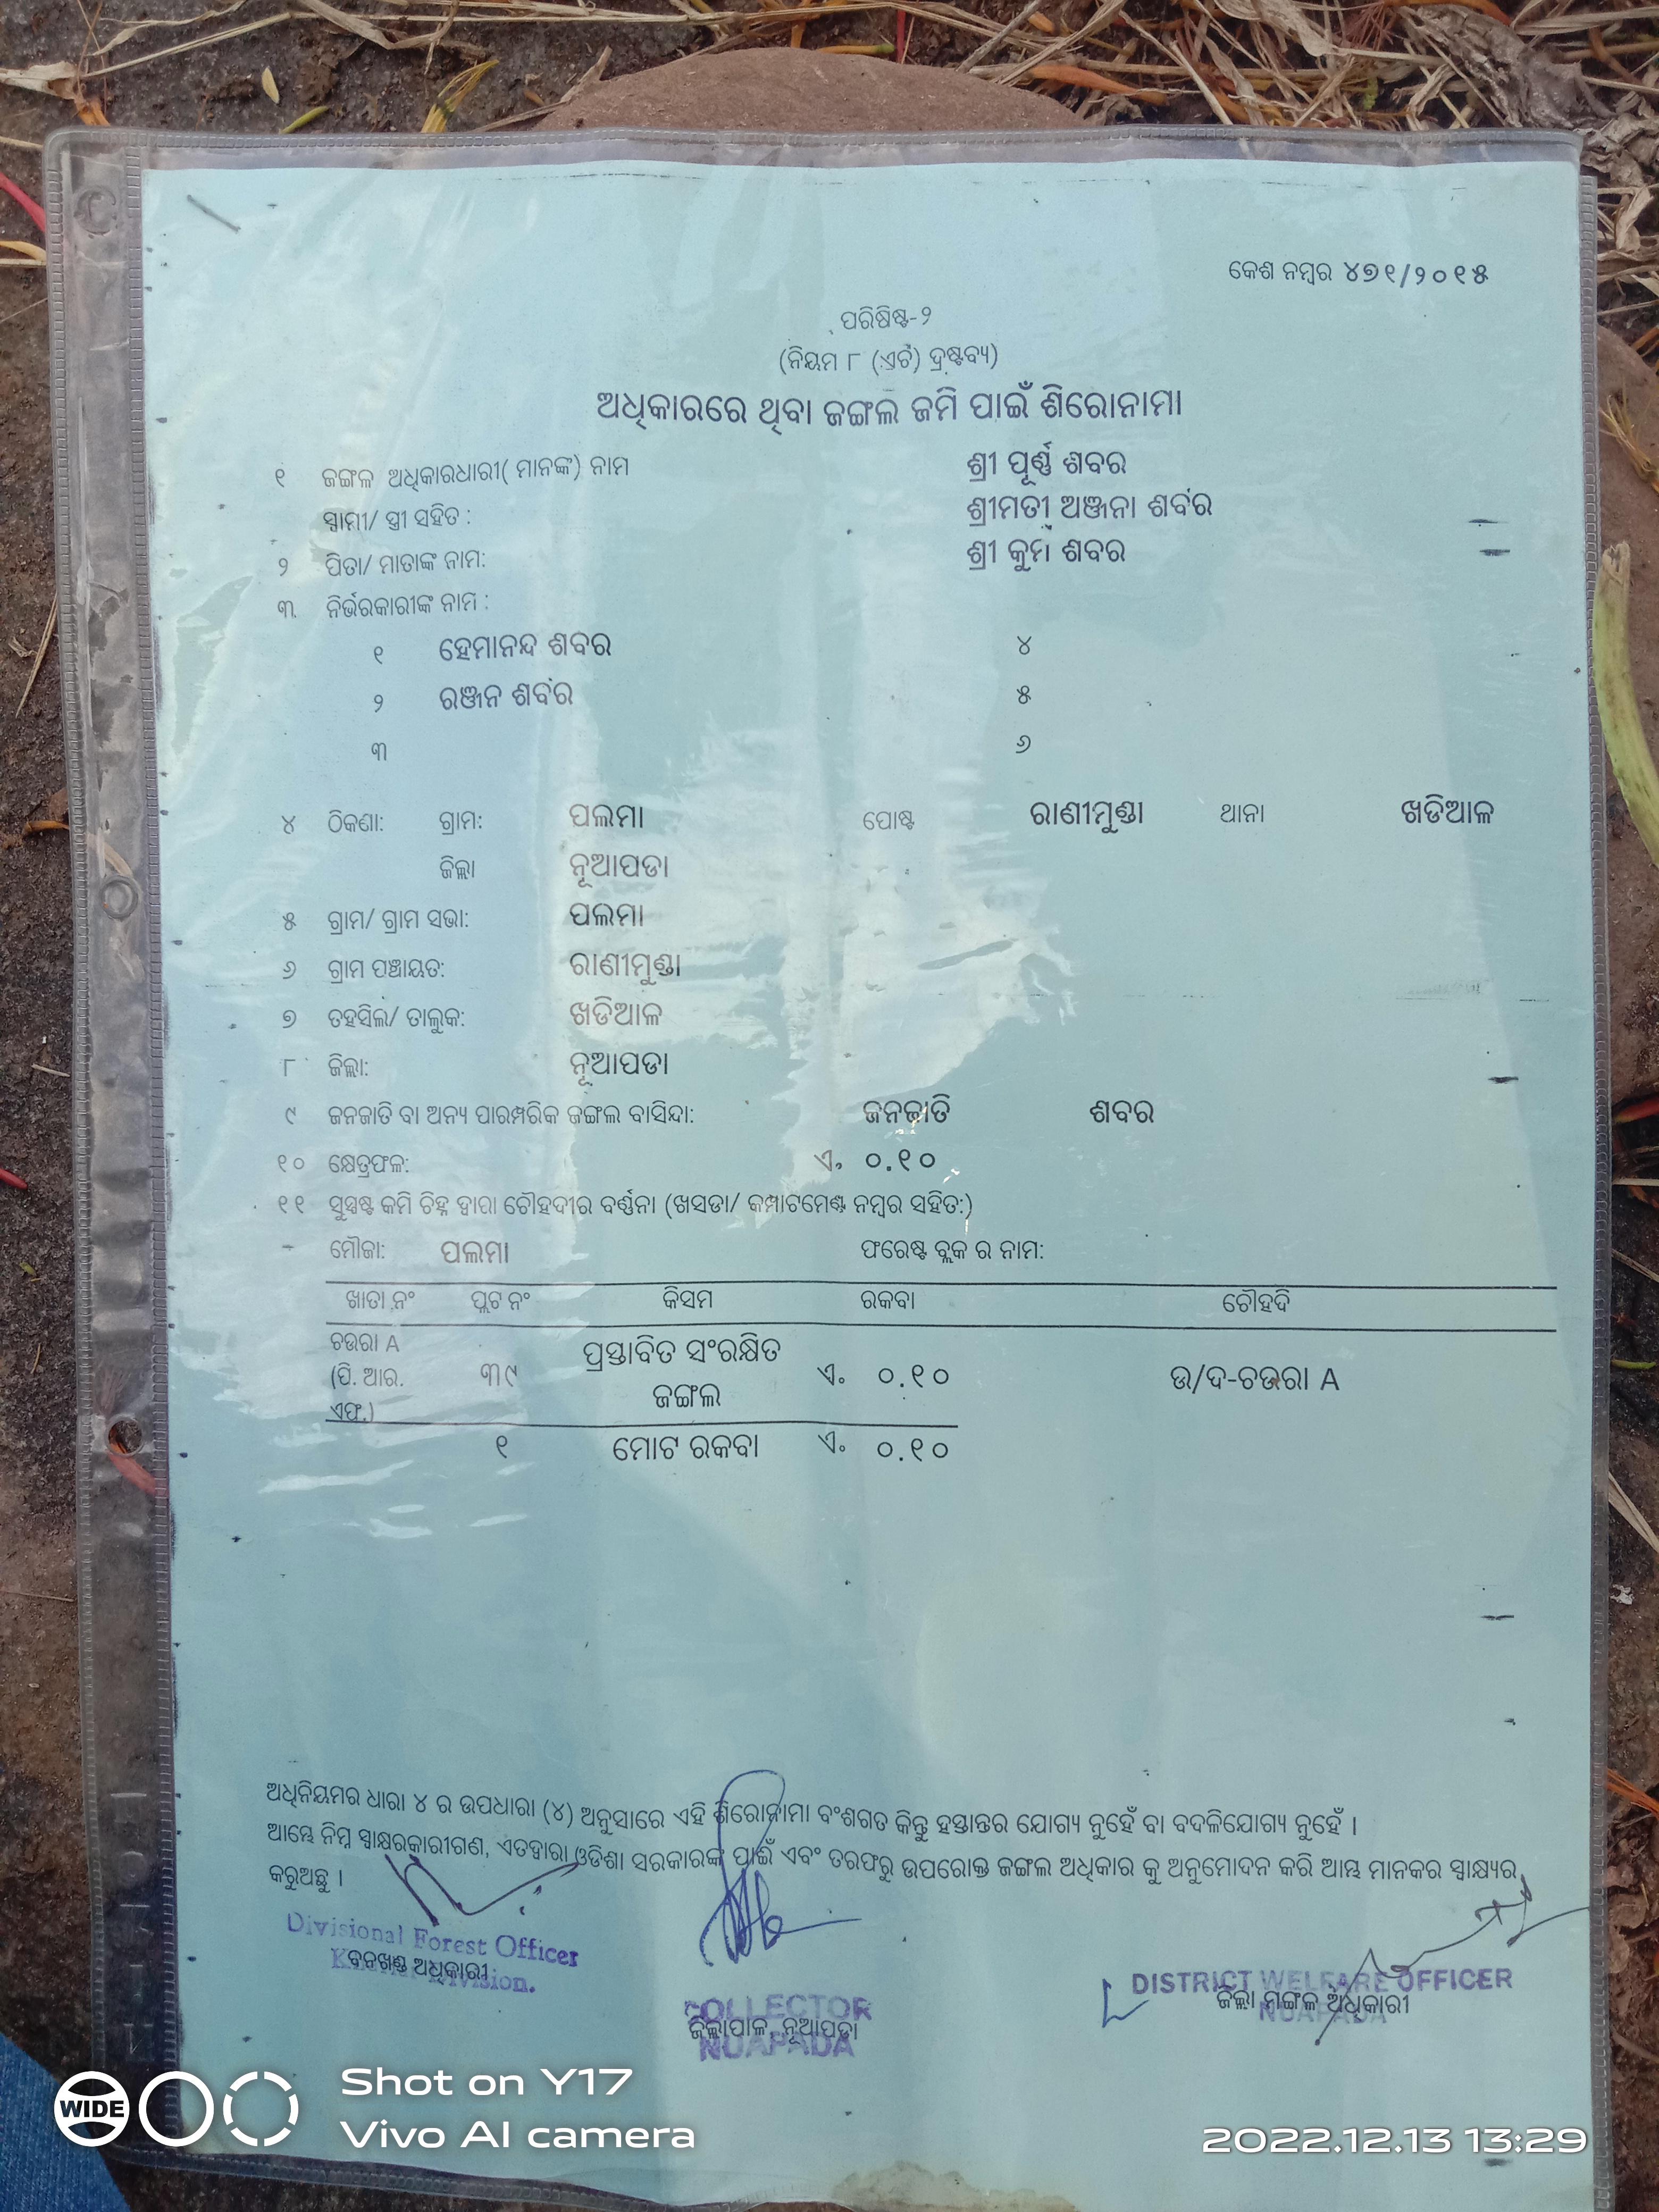 କେଶ ନମ୍ବର ୪୭୧/୨୦୧୫
ପରିଷିଷ୍ଟ-୨
(ନିୟମ ୮ (ଏଚଁ) ଦ୍ରଷ୍ଟବ୍ୟ)
ଅଧିକାରରେ ଥିବା ଜଙ୍ଗଲ ଜମି ପାଇଁ ଶିରୋନାମା
୧ ଜଙ୍ଗଳ ଅଧିକାରଧାରୀ( ମାନଙ୍କ) ନାମ ଶ୍ରୀ ପୂର୍ଣ୍ଣ ଶବର
ସ୍ଵାମୀ/ ସ୍ତ୍ରୀ ସହିତ : ଶ୍ରୀମତୀ ଅଞ୍ଜନା ଶବର
୨ ପିତା/ ମାତାଙ୍କ ନାମ: ଶ୍ରୀ କୁମ ଶବର
୩. ନିର୍ଭରକାରୀଙ୍କ ନାମ :
୧ ହେମାନନ୍ଦ ଶବର ୪
୨ ରଞ୍ଜନ ଶବର ୫
୩ ୬
୪ ଠିକଣା: ଗ୍ରାମ: ପଲମା ପୋଷ୍ଟ ରାଣୀମୁଣ୍ଡା ଥାନା ଖଡିଆଳ
ଜିଲ୍ଲା ନୂଆପଡା
୫ ଗ୍ରାମ/ ଗ୍ରାମ ସଭା: ପଲମା
୬ ଗ୍ରାମ ପଞ୍ଚାୟତ: ରାଣୀମୁଣ୍ଡା
୭ ତହସିଲ/ ତାଲୁକ: ଖଡିଆଳ
୮ ଜିଲ୍ଲା: ନୂଆପଡା
୯ ଜନଜାତି ବା ଅନ୍ୟ ପାରମ୍ପରିକ ଜଙ୍ଗଲ ବାସିନ୍ଦା: ଜନଜାତି ଶବର
୧୦ କ୍ଷେତ୍ରଫଳ: ଏ. ୦.୧୦
୧୧ ସୁସ୍ପଷ୍ଟ ଜମି ଚିହ୍ନ ଦ୍ୱାରା ଚୌହଦୀର ବର୍ଣ୍ଣନା (ଖସଡା/ କମ୍ପାଟମେଣ୍ଟ ନମ୍ବର ସହିତ:)
ମୌଜା: ପଲମା ଫରେଷ୍ଟ ବ୍ଲକ ର ନାମ:
ଖାତା ନଂ ପ୍ଲଟ ନଂ କିସମ ରକବା ଚୌହଦି
ଚଉରା A
(ପି. ଆର.
ଏଫ.) ୩୯ ପ୍ରସ୍ତାବିତ ସଂରକ୍ଷିତ
ଜଙ୍ଗଲ ଏ. ୦.୧୦ ଉ/ଦ-ଚଉରା A
୧ ମୋଟ ରକବା ଏ. ୦.୧୦
ଅଧିନିୟମର ଧାରା ୪ ର ଉପଧାରା (୪) ଅନୁସାରେ ଏହି ଶିରୋନାମା ବଂଶଗତ କିନ୍ତୁ ହସ୍ତାନ୍ତର ଯୋଗ୍ୟ ନୁହେଁ ବା ବଦଳିଯୋଗ୍ୟ ନୁହେଁ ।
ଆମ୍ଭେ ନିମ୍ନ ସ୍ୱାକ୍ଷରକାରୀଗଣ, ଏତଦ୍ୱାରା ଓଡିଶା ସରକାରଙ୍କ ପାଇଁ ଏବଂ ତରଫରୁ ଉପରୋକ୍ତ ଜଙ୍ଗଲ ଅଧିକାର କୁ ଅନୁମୋଦନ କରି ଆମ୍ଭ ମାନଙ୍କର ସ୍ୱାକ୍ଷ୍ୟର
କରୁଅଛୁ ।
Divisional Forest Officer
ବନଖଣ୍ଡ ଅଧିକାରୀ
Division.
COLLECTOR
ଜିଲ୍ଲାପାଳ, ନୂଆପଡା
NUAPADA
DISTRICT WELFARE OFFICER
ଜିଲ୍ଲା ମଙ୍ଗଳ ଅଧିକାରୀ
NUAPADA
WIDE
Shot on Y17
Vivo AI camera
2022.12.13 13:29